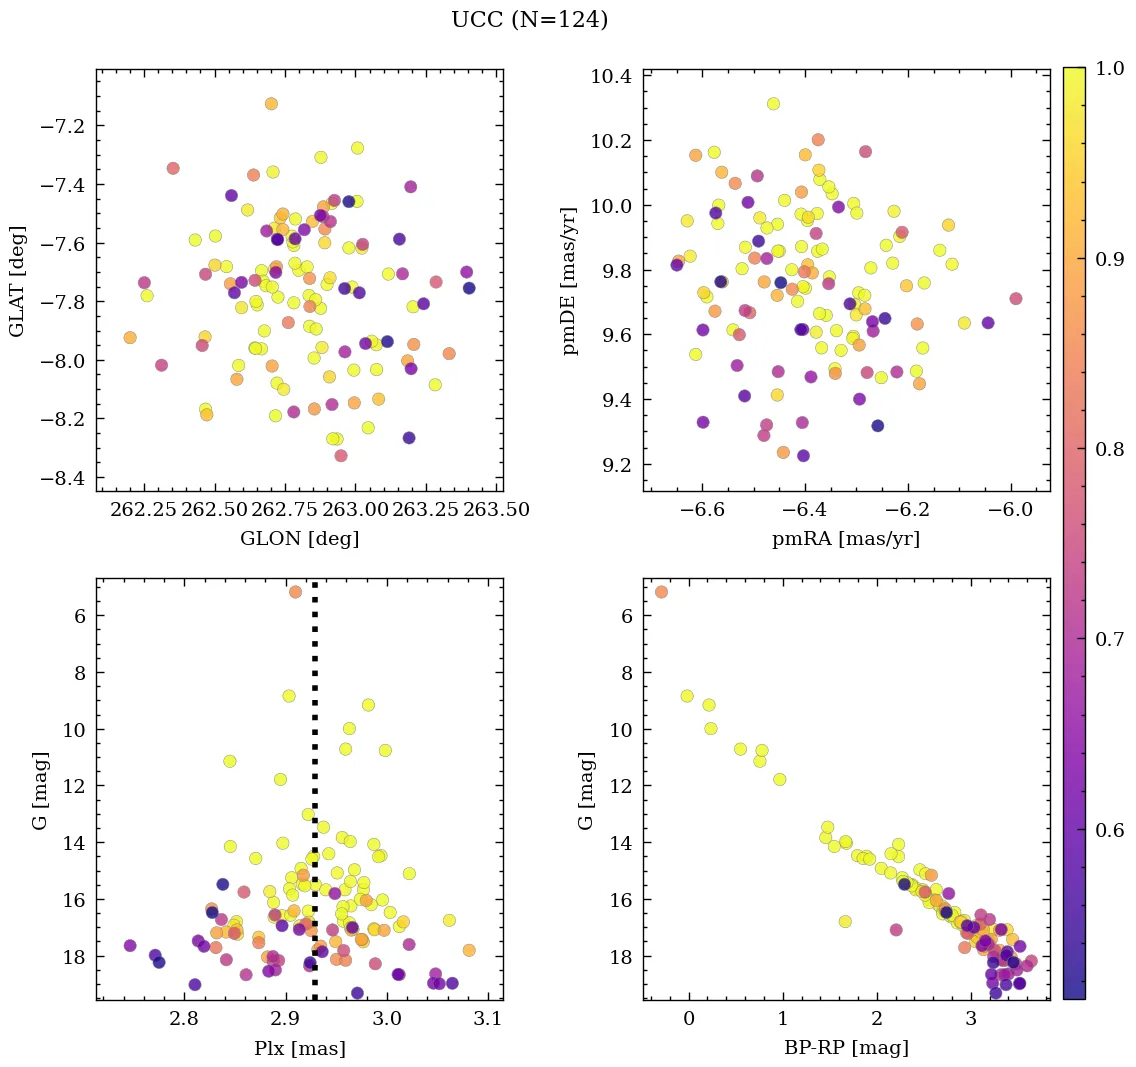 UCC (N=124)
−7.2
−7.4
−7.6
−7.8
−8.0
−8.2
−8.4
GLAT [deg]
262.25 262.50 262.75 263.00 263.25 263.50
GLON [deg]
10.4
10.2
10.0
9.8
9.6
9.4
9.2
pmDE [mas/yr]
−6.6 −6.4 −6.2 −6.0
pmRA [mas/yr]
6
8
10
12
14
16
18
G [mag]
2.8 2.9 3.0 3.1
Plx [mas]
6
8
10
12
14
16
18
G [mag]
0 1 2 3
BP-RP [mag]
1.0
0.9
0.8
0.7
0.6